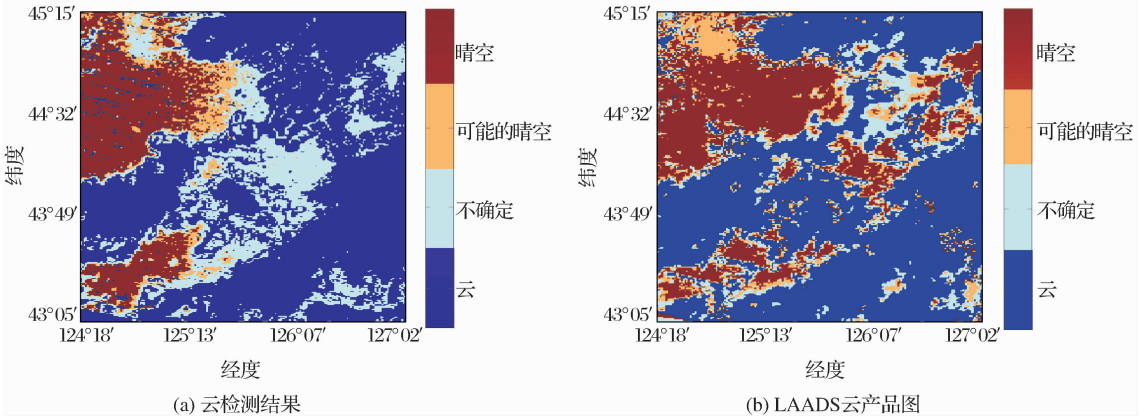 45°15′
44°32′
43°49′
43°05′
纬度
124°18′
125°13′
126°07′
127°02′
经度
晴空
可能的晴空
不确定
云
(a) 云检测结果
45°15′
44°32′
43°49′
43°05′
纬度
124°18′
125°13′
126°07′
127°02′
经度
晴空
可能的晴空
不确定
云
(b) LAADS云产品图